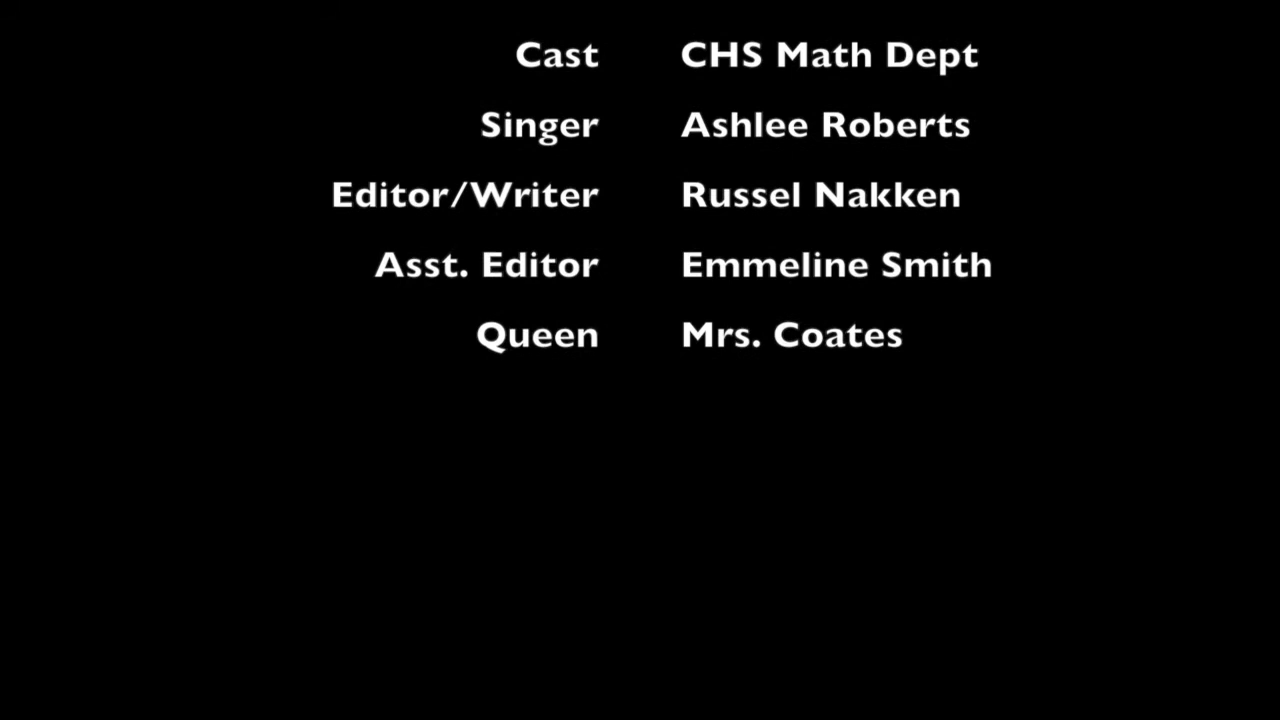 Cast CHS Math Dept
Singer Ashlee Roberts
Editor/Writer Russel Nakken
Asst. Editor Emmeline Smith
Queen Mrs. Coates